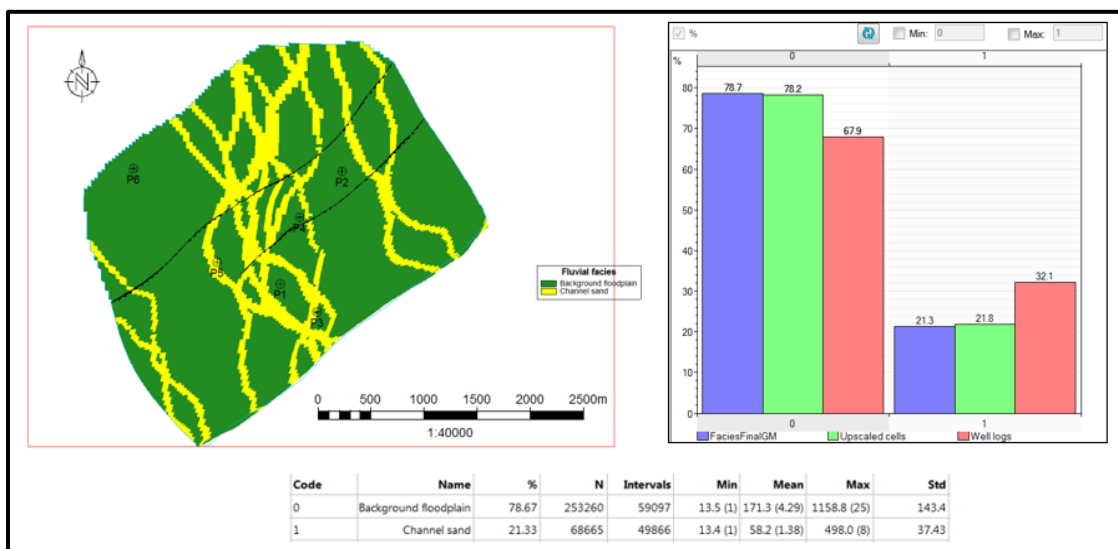 N
P6
P2
P4
P5
P1
P3
Fluvial facies
Background floodplain
Channel sand
0 500 1000 1500 2000 2500m
1:40000
% Min: 0 Max: 1
0 1
%
80
70
60
50
40
30
20
10
0
78.7 78.2 67.9
21.3 21.8 32.1
0 1
FaciesFinalGM Upscaled cells Well logs
Code Name % N Intervals Min Mean Max Std
0 Background floodplain 78.67 253260 59097 13.5 (1) 171.3 (4.29) 1158.8 (25) 143.4
1 Channel sand 21.33 68665 49866 13.4 (1) 58.2 (1.38) 498.0 (8) 37.43